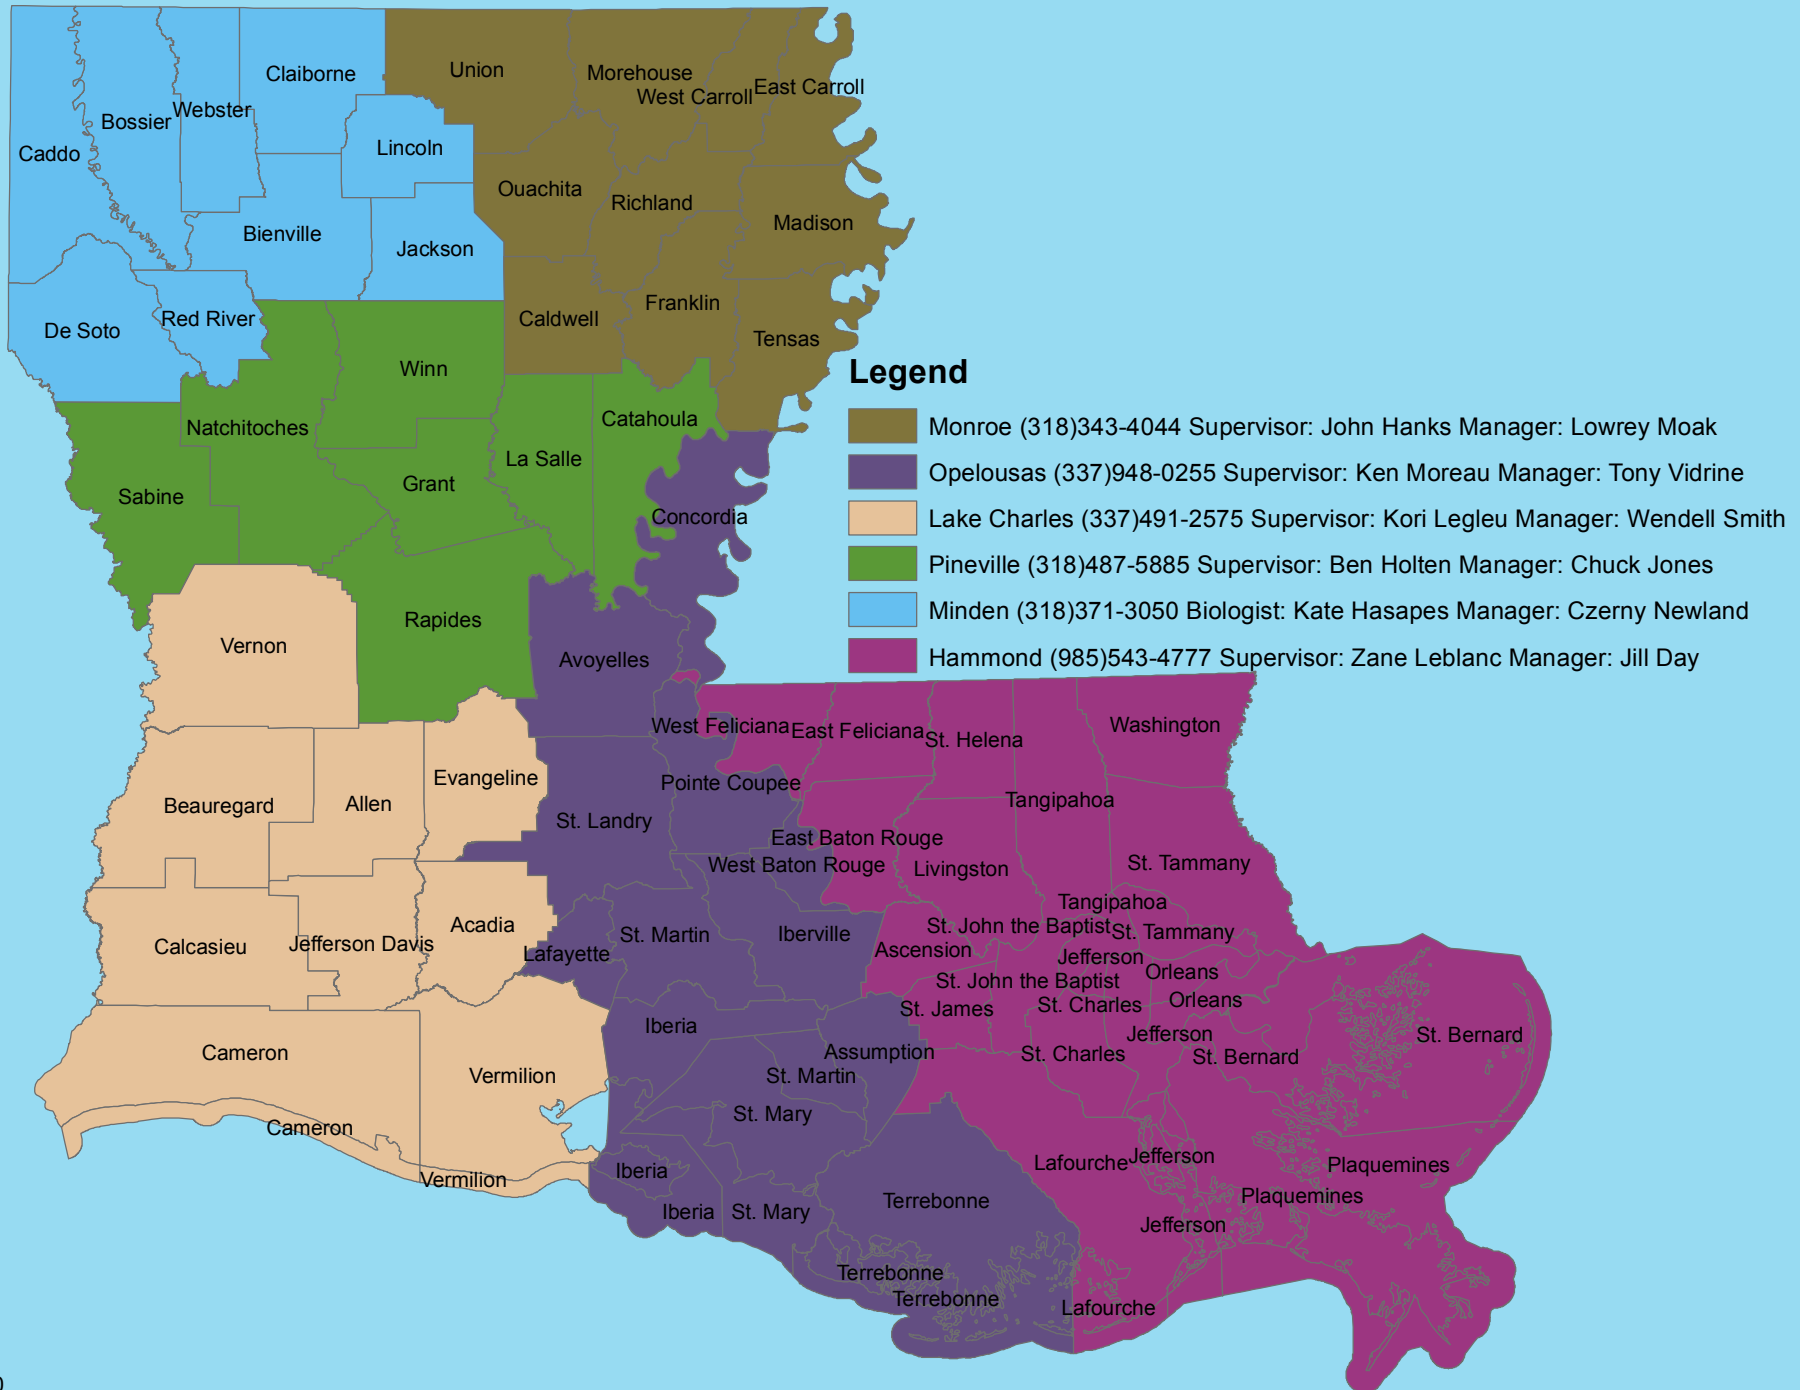 Claiborne
Union
Morehouse
West Carroll
East Carroll
Webster
Bossier
Caddo
Lincoln
Ouachita
Richland
Madison
Bienville
Jackson
Red River
De Soto
Caldwell
Franklin
Tensas
Winn
Natchitoches
Catahoula
La Salle
Grant
Sabine
Concordia
Legend
Monroe (318)343-4044 Supervisor: John Hanks Manager: Lowrey Moak
Opelousas (337)948-0255 Supervisor: Ken Moreau Manager: Tony Vidrine
Lake Charles (337)491-2575 Supervisor: Kori Legleu Manager: Wendell Smith
Pineville (318)487-5885 Supervisor: Ben Holten Manager: Chuck Jones
Minden (318)371-3050 Biologist: Kate Hasapes Manager: Czerny Newland
Hammond (985)543-4777 Supervisor: Zane Leblanc Manager: Jill Day
Rapides
Vernon
Avoyelles
West Feliciana
East Feliciana
St. Helena
Washington
Evangeline
Pointe Coupee
Beauregard
Allen
Tangipahoa
St. Landry
East Baton Rouge
West Baton Rouge
Livingston
St. Tammany
Tangipahoa
Acadia
St. Martin
Iberville
St. John the Baptist
St. Tammany
Calcasieu
Jefferson Davis
Lafayette
Ascension
Jefferson
Orleans
St. John the Baptist
St. James
St. Charles
Orleans
Iberia
Jefferson
St. Bernard
Cameron
Assumption
St. Charles
St. Bernard
Vermilion
St. Martin
St. Mary
Cameron
Lafourche
Jefferson
Plaquemines
Vermilion
Iberia
Terrebonne
Plaquemines
Iberia
St. Mary
Jefferson
Terrebonne
Terrebonne
Lafourche